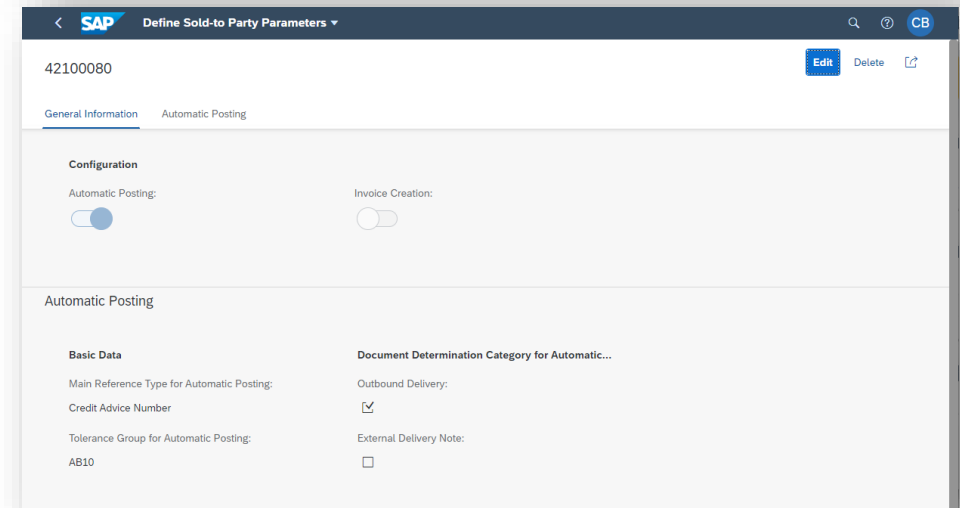 SAP Define Sold-to Party Parameters
CB
42100080
Edit Delete
General Information Automatic Posting
Configuration
Automatic Posting: Invoice Creation:
Automatic Posting
Basic Data Document Determination Category for Automatic...
Main Reference Type for Automatic Posting: Outbound Delivery:
Credit Advice Number
Tolerance Group for Automatic Posting: External Delivery Note:
AB10